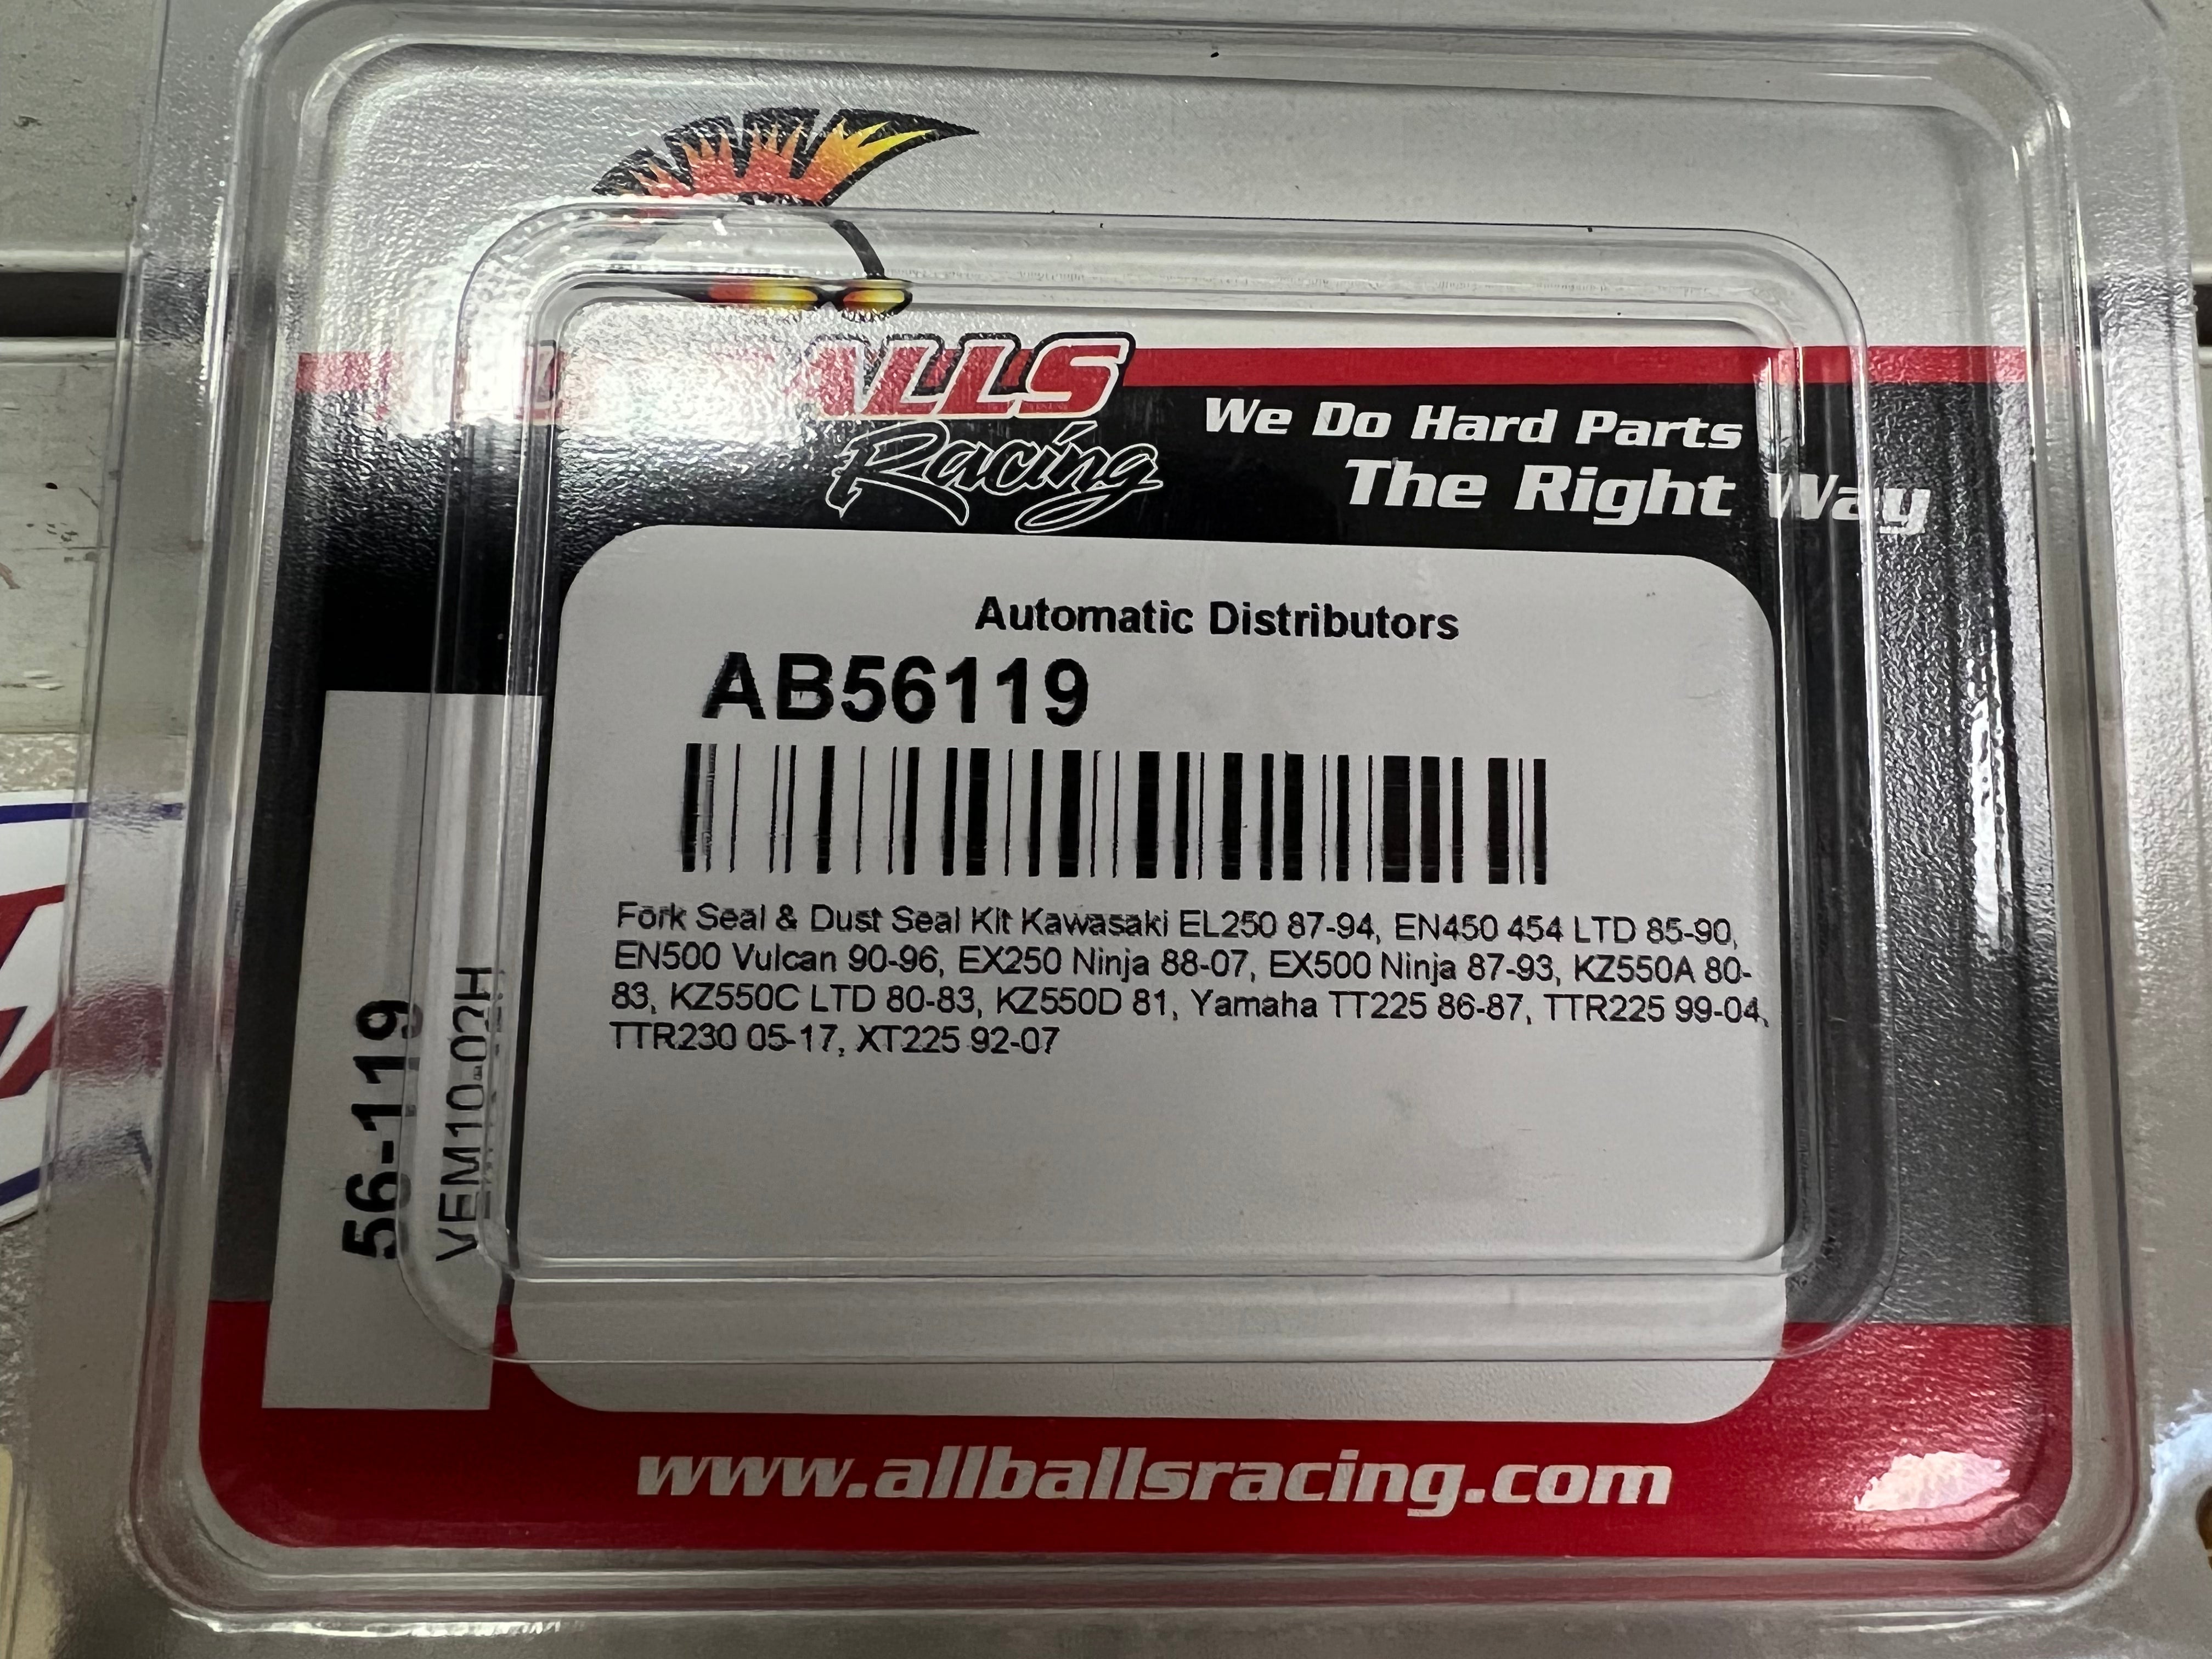 ALLS
Racing
We Do Hard Parts
The Right Way
Automatic Distributors
AB56119
Fork Seal & Dust Seal Kit Kawasaki EL250 87-94, EN450 454 LTD 85-90,
EN500 Vulcan 90-96, EX250 Ninja 88-07, EX500 Ninja 87-93, KZ550A 80-
83, KZ550C LTD 80-83, KZ550D 81, Yamaha TT225 86-87, TTR225 99-04,
TTR230 05-17, XT225 92-07
56-119
VEM10-02H
www.allballsracing.com